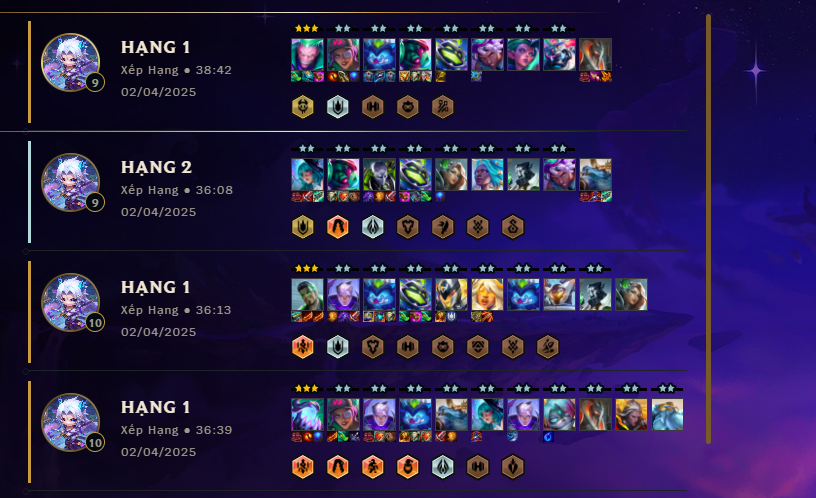 HẠNG 1
Xếp Hạng • 38:42
02/04/2025
9
HẠNG 2
Xếp Hạng • 36:08
02/04/2025
9
HẠNG 1
Xếp Hạng • 36:13
02/04/2025
10
HẠNG 1
Xếp Hạng • 36:39
02/04/2025
10